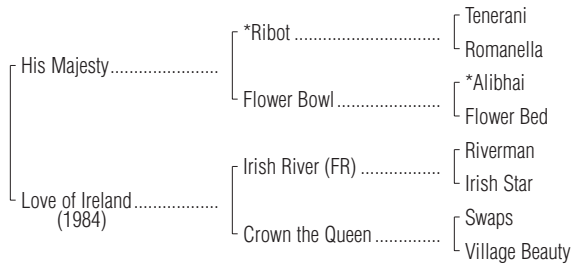 Tenerani
*Ribot
Romanella
His Majesty
*Alibhai
Flower Bowl
Flower Bed
Riverman
Irish River (FR)
Irish Star
Love of Ireland
(1984)
Swaps
Crown the Queen
Village Beauty